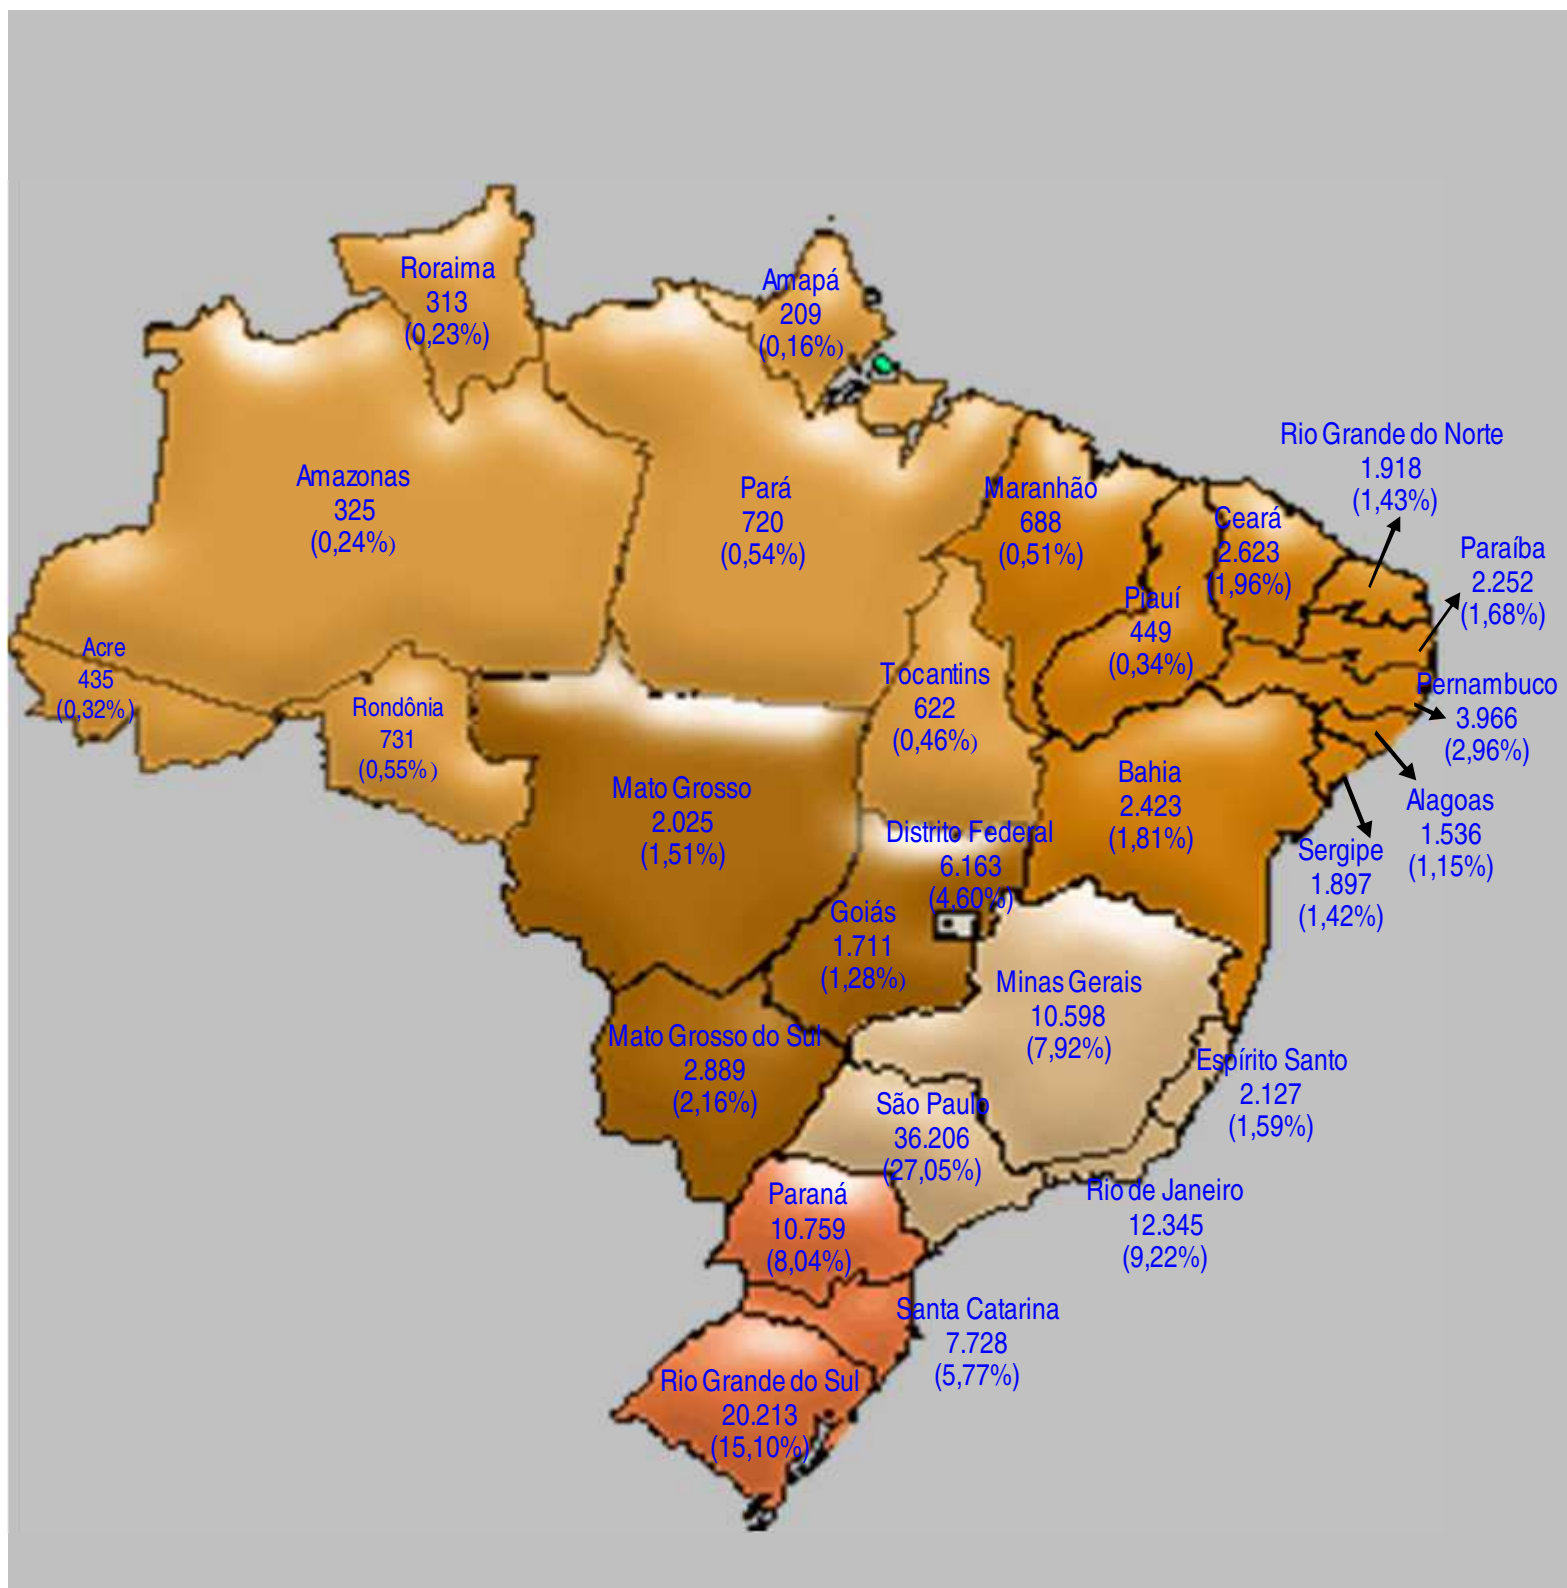 Roraima
313
(0,23%)
Amapá
209
(0,16%)
Rio Grande do Norte
1.918
(1,43%)
Amazonas
325
(0,24%)
Pará
720
(0,54%)
Maranhão
688
(0,51%)
Ceará
2.623
(1,96%)
Paraíba
2.252
(1,68%)
Piauí
449
(0,34%)
Acre
435
(0,32%)
Rondônia
731
(0,55%)
Tocantins
622
(0,46%)
Pernambuco
3.966
(2,96%)
Mato Grosso
2.025
(1,51%)
Bahia
2.423
(1,81%)
Alagoas
1.536
(1,15%)
Distrito Federal
6.163
(4,60%)
Sergipe
1.897
(1,42%)
Goiás
1.711
(1,28%)
Minas Gerais
10.598
(7,92%)
Mato Grosso do Sul
2.889
(2,16%)
Espírito Santo
2.127
(1,59%)
São Paulo
36.206
(27,05%)
Paraná
10.759
(8,04%)
Rio de Janeiro
12.345
(9,22%)
Santa Catarina
7.728
(5,77%)
Rio Grande do Sul
20.213
(15,10%)